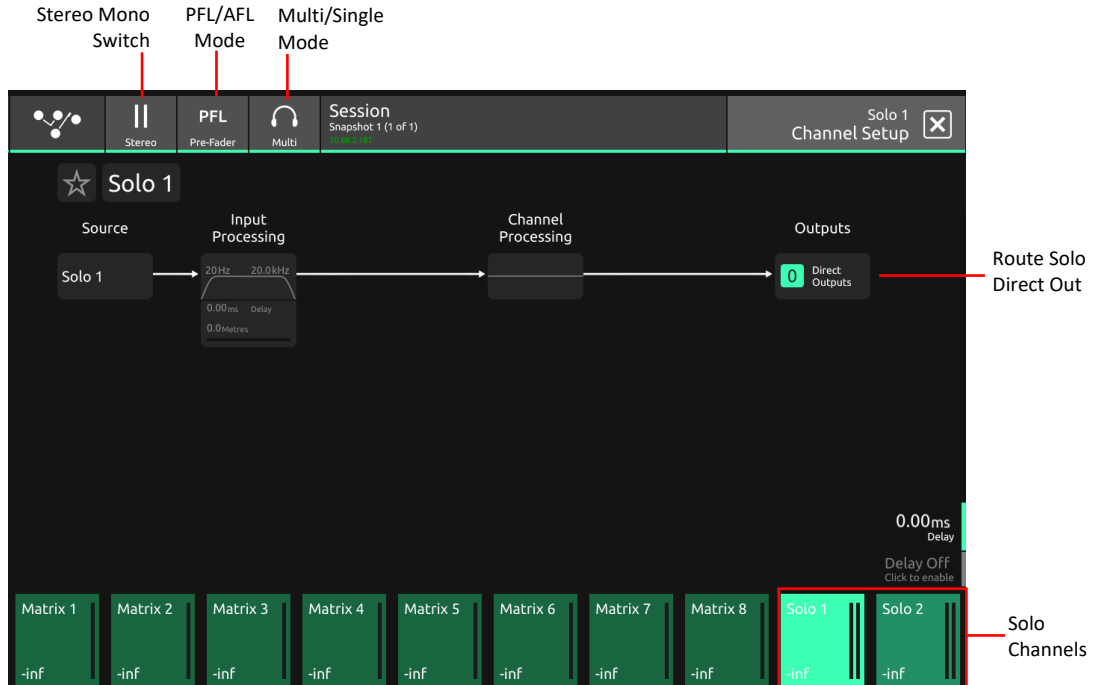 Stereo Mono
Switch
PFL/AFL
Mode
Multi/Single
Mode
Stereo
PFL
Pre-Fader
Multi
Session
Snapshot 1 (1 of 1)
10.88.2.187
Solo 1
Channel Setup
Solo 1
Source
Input
Processing
Channel
Processing
Outputs
Solo 1
20Hz 20.0kHz
0.00ms Delay
0.0Metres
0 Direct
Outputs
Route Solo
Direct Out
0.00ms
Delay
Delay Off
Click to enable
Matrix 1 Matrix 2 Matrix 3 Matrix 4 Matrix 5 Matrix 6 Matrix 7 Matrix 8 Solo 1 Solo 2
-inf -inf -inf -inf -inf -inf -inf -inf -inf -inf
Solo
Channels